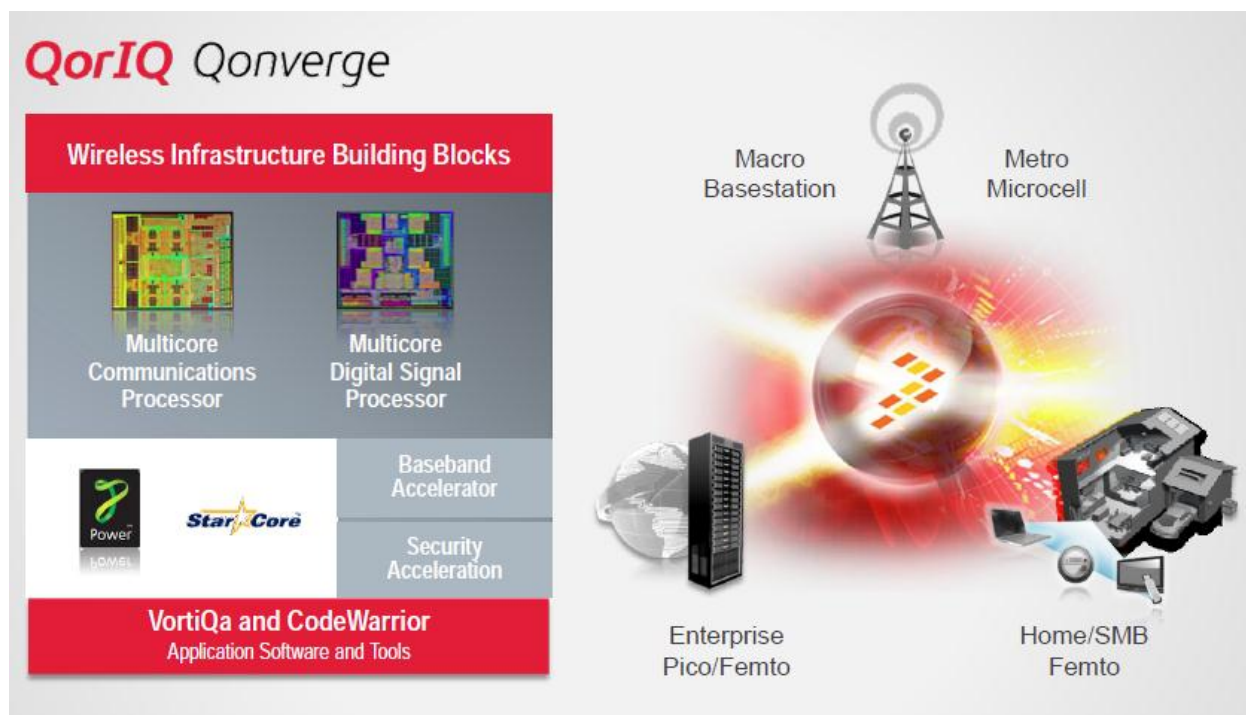 QorIQ Qonverge
Wireless Infrastructure Building Blocks
Multicore
Communications
Processor
Multicore
Digital Signal
Processor
Power
StarCore™
Baseband
Accelerator
Security
Acceleration
VortiQa and CodeWarrior
Application Software and Tools
Macro
Basestation
Metro
Microcell
Enterprise
Pico/Femto
Home/SMB
Femto